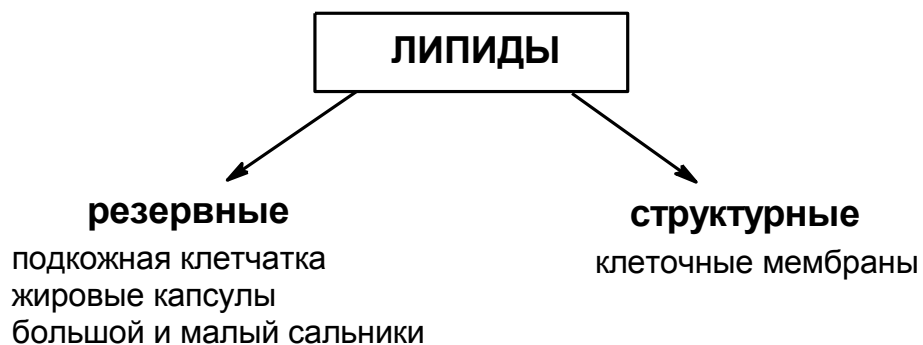 ЛИПИДЫ
резервные
подкожная клетчатка
жировые капсулы
большой и малый сальники
структурные
клеточные мембраны